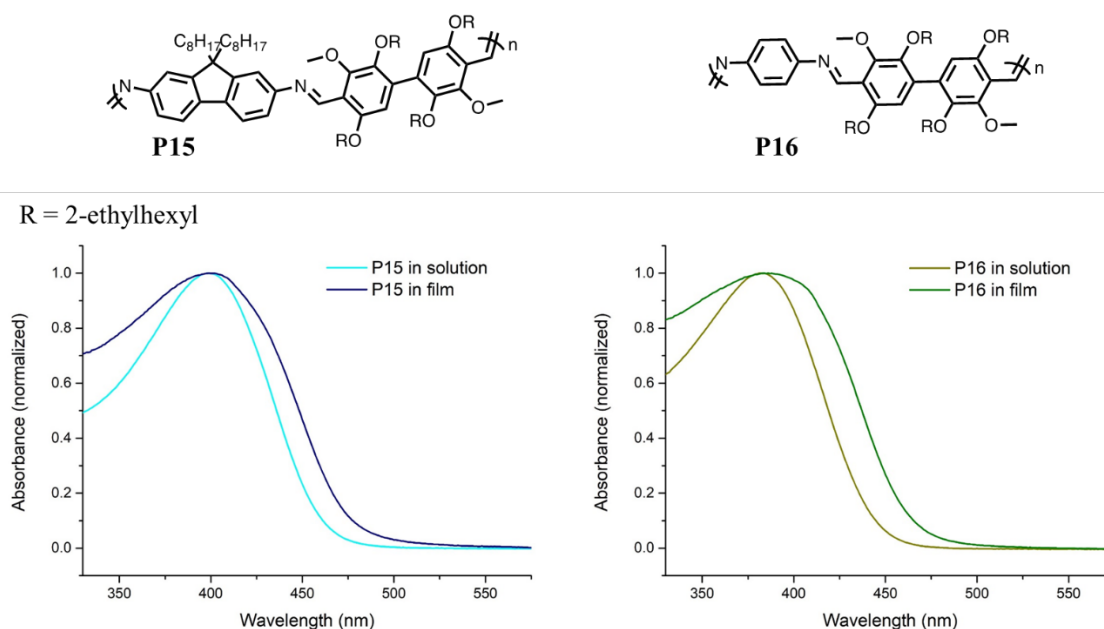 C8H17 C8H17
OR
OR
O
N
N
O
RO
RO
n
P15
OR
OR
O
N
N
RO
RO
O
n
P16
R = 2-ethylhexyl
P15 in solution
P15 in film
1.0
0.8
0.6
0.4
0.2
0.0
Absorbance (normalized)
350 400 450 500 550
Wavelength (nm)
P16 in solution
P16 in film
1.0
0.8
0.6
0.4
0.2
0.0
Absorbance (normalized)
350 400 450 500 550
Wavelength (nm)